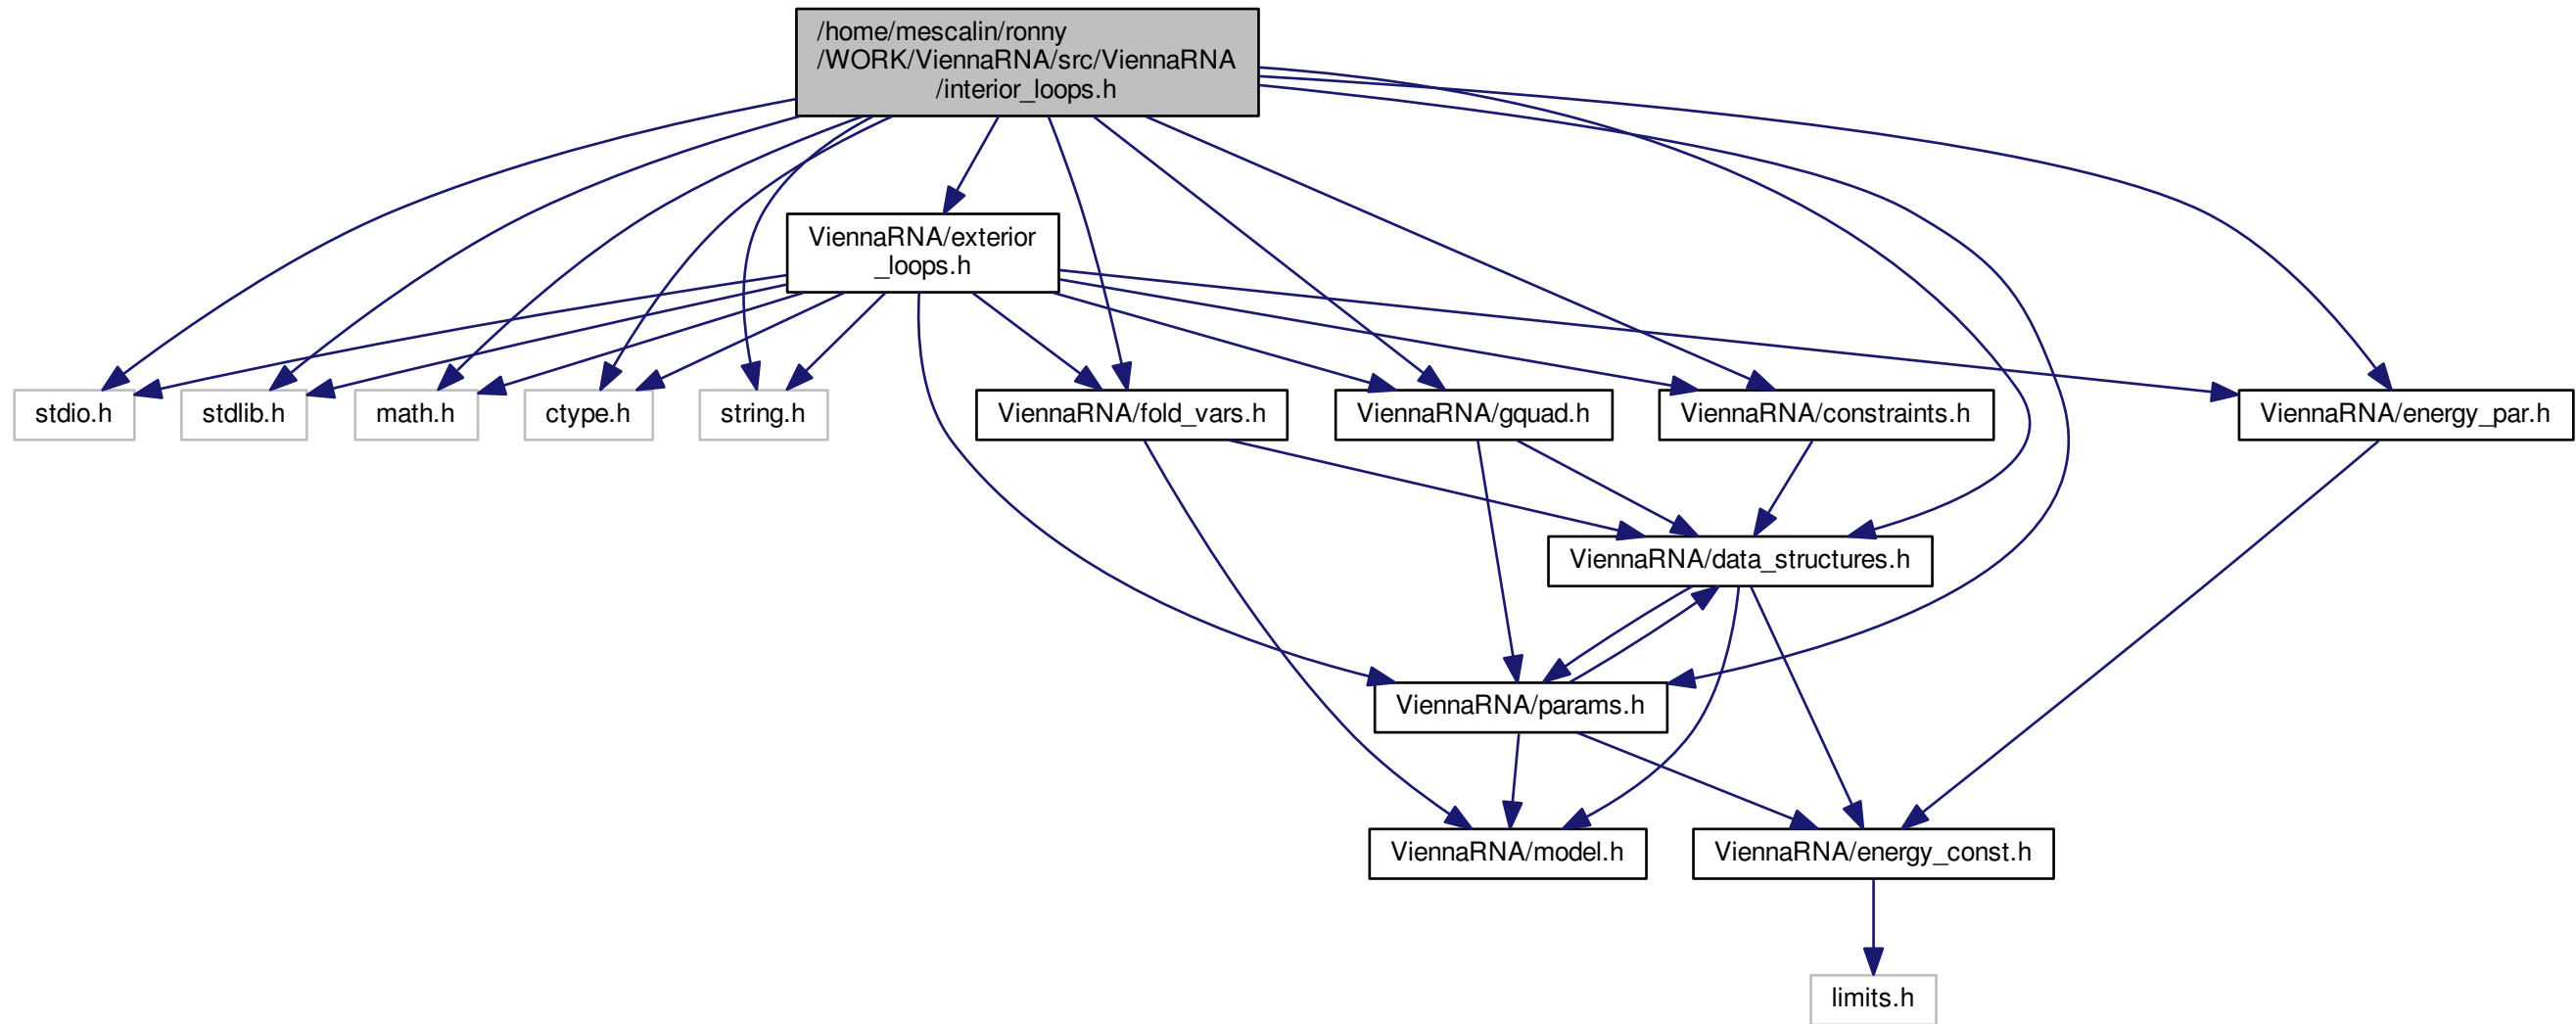 /home/mescalin/ronny
/WORK/ViennaRNA/src/ViennaRNA
/interior_loops.h
ViennaRNA/exterior
_loops.h
stdio.h
stdlib.h
math.h
ctype.h
string.h
ViennaRNA/fold_vars.h
ViennaRNA/gquad.h
ViennaRNA/constraints.h
ViennaRNA/energy_par.h
ViennaRNA/data_structures.h
ViennaRNA/params.h
ViennaRNA/model.h
ViennaRNA/energy_const.h
limits.h